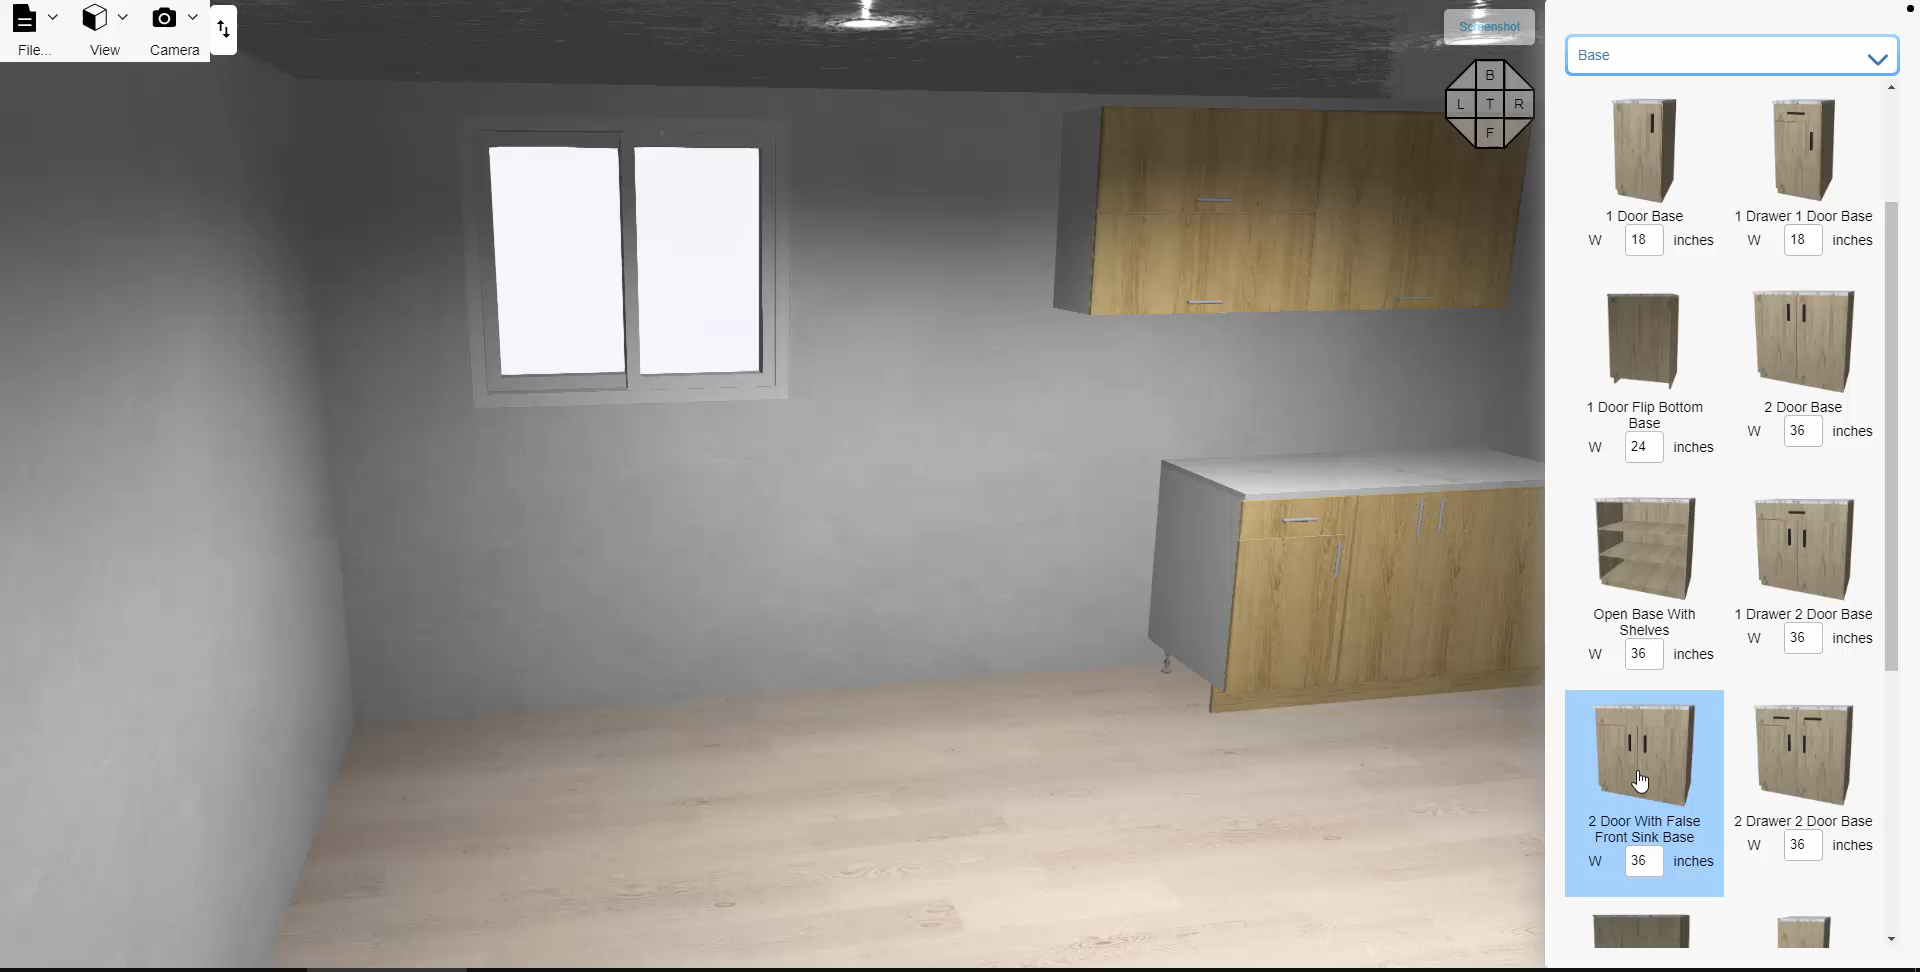 File...
View
Camera
Screenshot
B
L T R
F
Base
1 Door Base
W 18 inches
1 Drawer 1 Door Base
W 18 inches
1 Door Flip Bottom
Base
W 24 inches
2 Door Base
W 36 inches
Open Base With
Shelves
W 36 inches
1 Drawer 2 Door Base
W 36 inches
2 Door With False
Front Sink Base
W 36 inches
2 Drawer 2 Door Base
W 36 inches